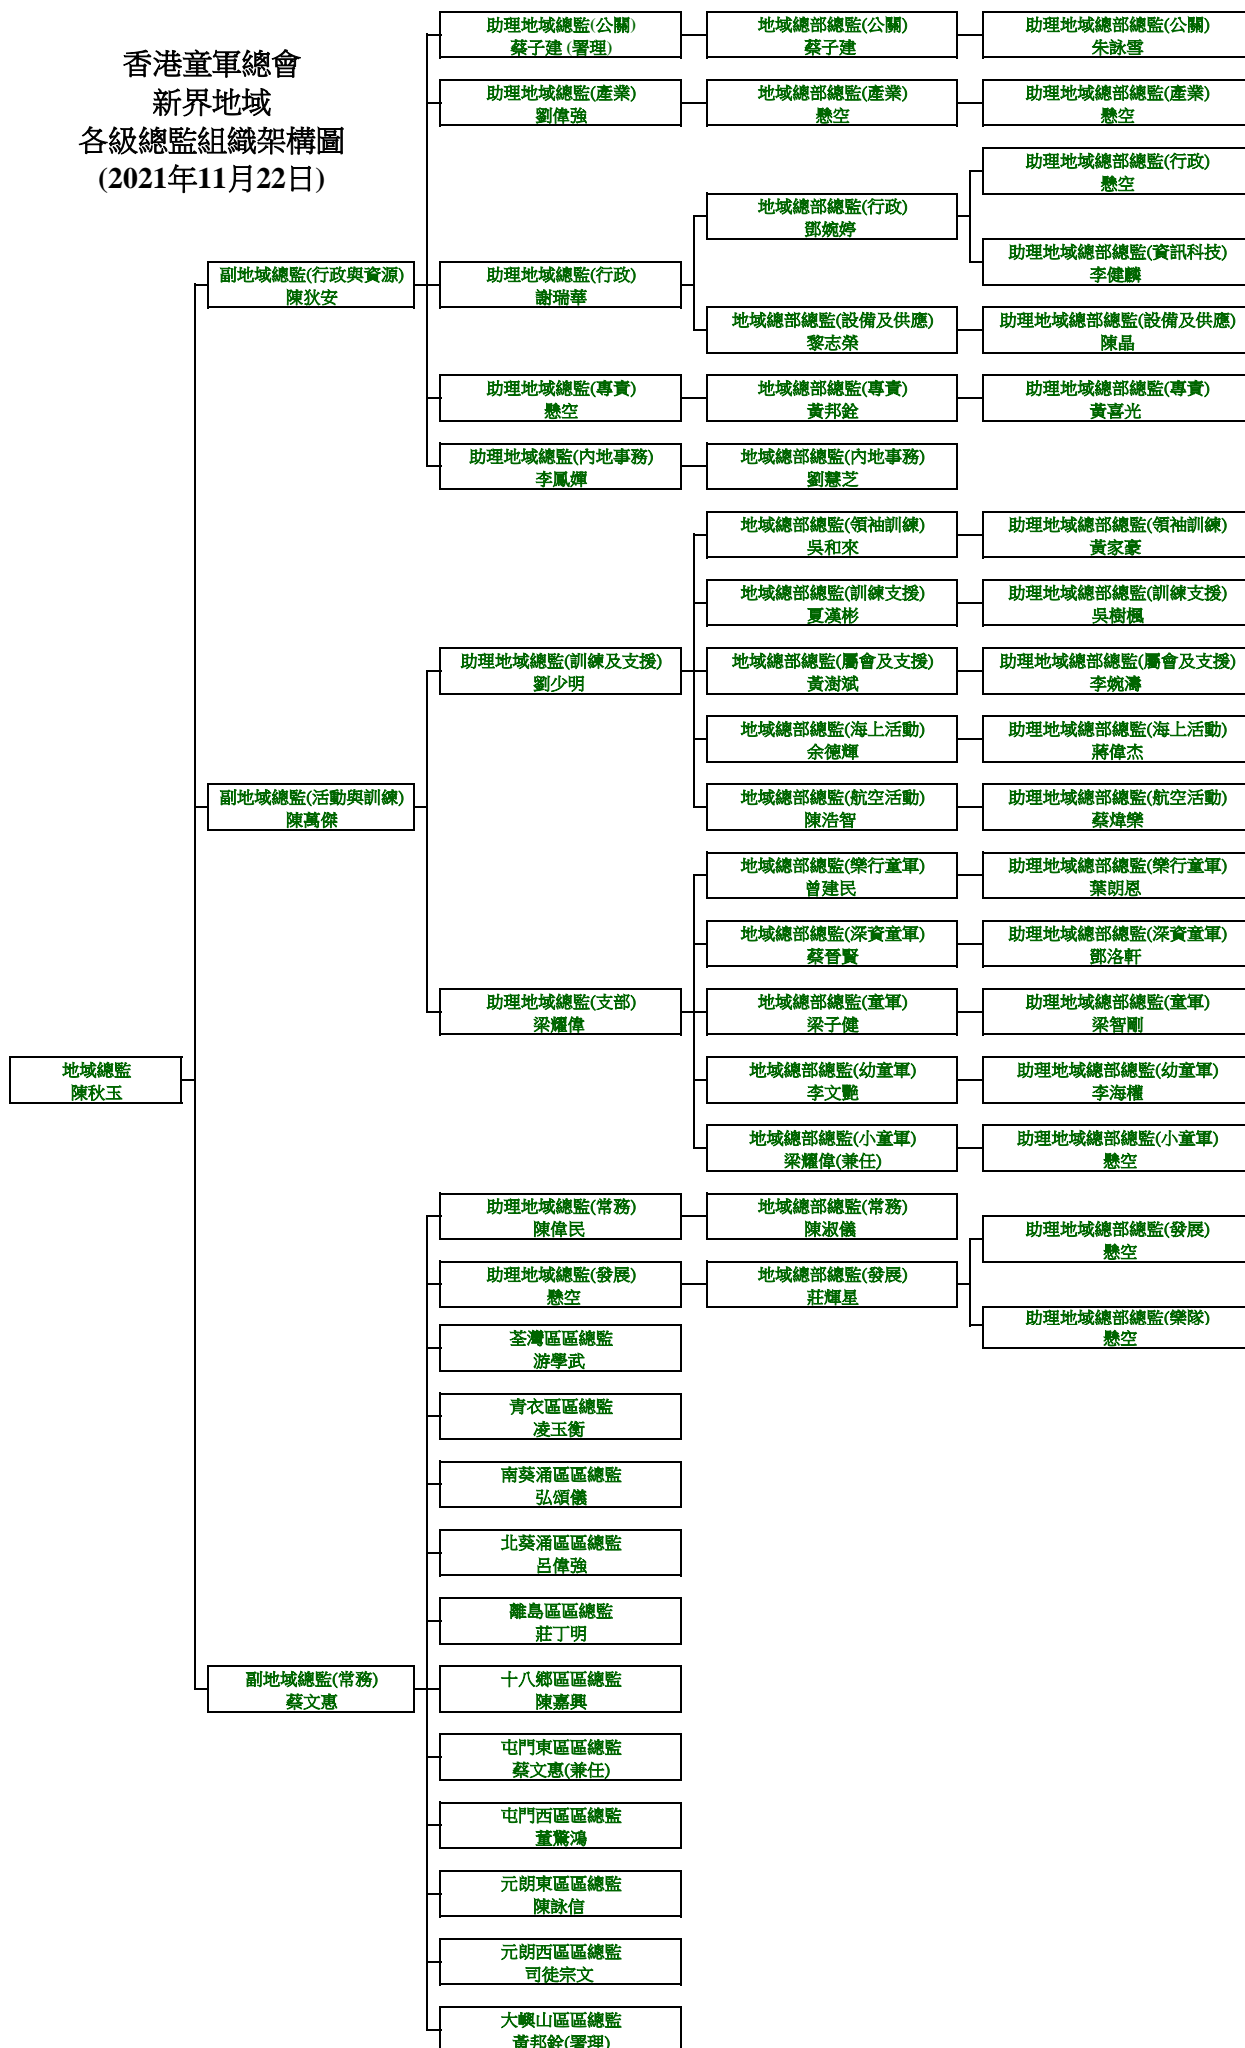 香港童軍總會
新界地域
各級總監組織架構圖
(2021年11月22日)
助理地域總監(公關)
蔡子建 (署理)
地域總部總監(公關)
蔡子建
助理地域總部總監(公關)
朱詠雪
助理地域總監(產業)
劉偉強
地域總部總監(產業)
懸空
助理地域總部總監(產業)
懸空
助理地域總部總監(行政)
懸空
地域總部總監(行政)
鄧婉婷
助理地域總部總監(資訊科技)
李健麟
副地域總監(行政與資源)
陳狄安
助理地域總監(行政)
謝瑞華
地域總部總監(設備及供應)
黎志榮
助理地域總部總監(設備及供應)
陳晶
助理地域總監(專責)
懸空
地域總部總監(專責)
黃邦銓
助理地域總部總監(專責)
黃喜光
助理地域總監(內地事務)
李鳳嬋
地域總部總監(內地事務)
劉慧芝
地域總部總監(領袖訓練)
吳和來
助理地域總部總監(領袖訓練)
黃家豪
地域總部總監(訓練支援)
夏漢彬
助理地域總部總監(訓練支援)
吳樹楓
助理地域總監(訓練及支援)
劉少明
地域總部總監(屬會及支援)
黃澍斌
助理地域總部總監(屬會及支援)
李婉濤
地域總部總監(海上活動)
余德輝
助理地域總部總監(海上活動)
蔣偉杰
副地域總監(活動與訓練)
陳萬傑
地域總部總監(航空活動)
陳浩智
助理地域總部總監(航空活動)
蔡煒樂
地域總部總監(樂行童軍)
曾建民
助理地域總部總監(樂行童軍)
葉朗恩
地域總部總監(深資童軍)
蔡晉賢
助理地域總部總監(深資童軍)
鄧洛軒
助理地域總監(支部)
梁耀偉
地域總部總監(童軍)
梁子健
助理地域總部總監(童軍)
梁智剛
地域總監
陳秋玉
地域總部總監(幼童軍)
李文艷
助理地域總部總監(幼童軍)
李海權
地域總部總監(小童軍)
梁耀偉(兼任)
助理地域總部總監(小童軍)
懸空
助理地域總監(常務)
陳偉民
地域總部總監(常務)
陳淑儀
助理地域總部總監(發展)
懸空
助理地域總監(發展)
懸空
地域總部總監(發展)
莊輝星
助理地域總部總監(樂隊)
懸空
荃灣區區總監
游學武
青衣區區總監
凌玉衡
南葵涌區區總監
弘頌儀
北葵涌區區總監
呂偉強
離島區區總監
莊丁明
副地域總監(常務)
蔡文惠
十八鄉區區總監
陳嘉興
屯門東區區總監
蔡文惠(兼任)
屯門西區區總監
董驚鴻
元朗東區區總監
陳詠信
元朗西區區總監
司徒宗文
大嶼山區區總監
黃邦銓(署理)